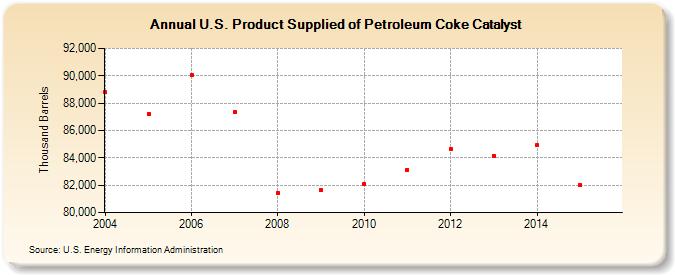 Annual U.S. Product Supplied of Petroleum Coke Catalyst
Thousand Barrels
92,000
90,000
88,000
86,000
84,000
82,000
80,000
2004 2006 2008 2010 2012 2014
Source: U.S. Energy Information Administration